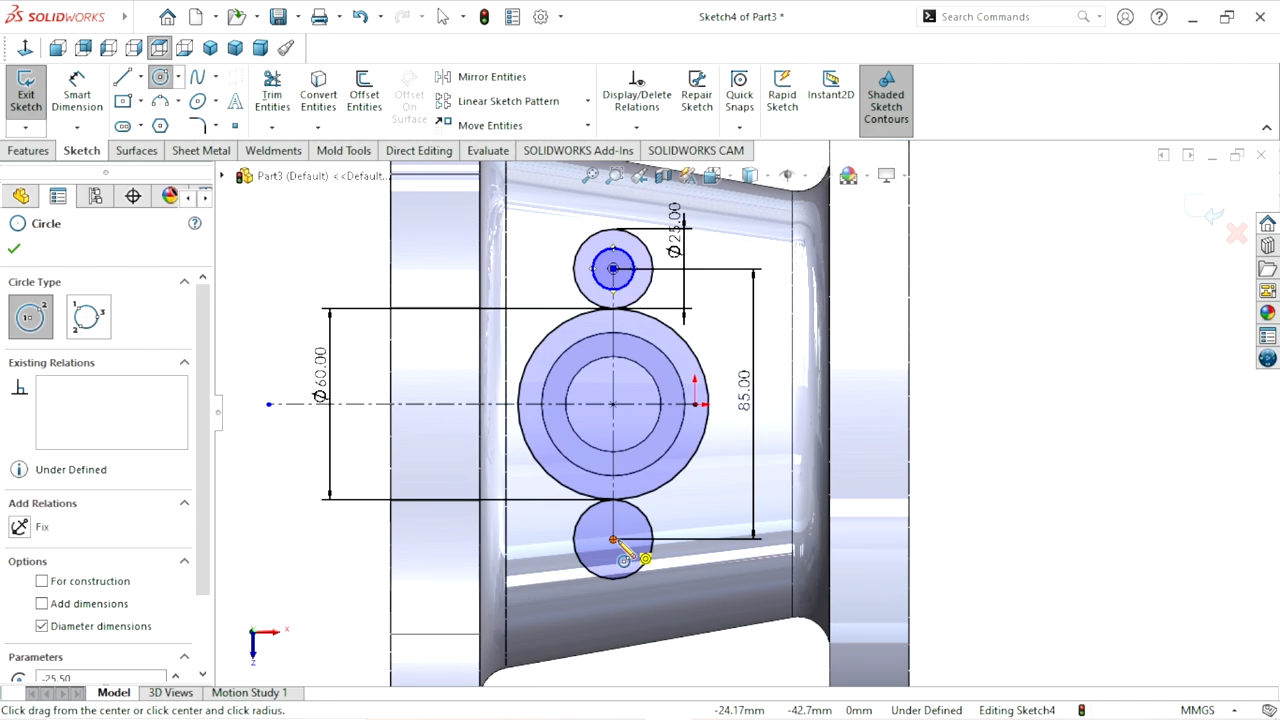 SOLIDWORKS
Sketch4 of Part3 *
Search Commands
Exit Sketch
Smart Dimension
Trim Entities
Convert Entities
Offset Entities
Offset On Surface
Mirror Entities
Linear Sketch Pattern
Move Entities
Display/Delete Relations
Repair Sketch
Quick Snaps
Rapid Sketch
Instant2D
Shaded Sketch Contours
Features
Sketch
Surfaces
Sheet Metal
Weldments
Mold Tools
Direct Editing
Evaluate
SOLIDWORKS Add-Ins
SOLIDWORKS CAM
Part3 (Default) <<Default...
Circle
Circle Type
Existing Relations
Under Defined
Add Relations
Fix
Options
For construction
Add dimensions
Diameter dimensions
Parameters
-25.50
Ø25.00
Ø60.00
85.00
x
z
Model
3D Views
Motion Study 1
Click drag from the center or click center and click radius.
-24.17mm
-42.7mm
0mm
Under Defined
Editing Sketch4
MMGS